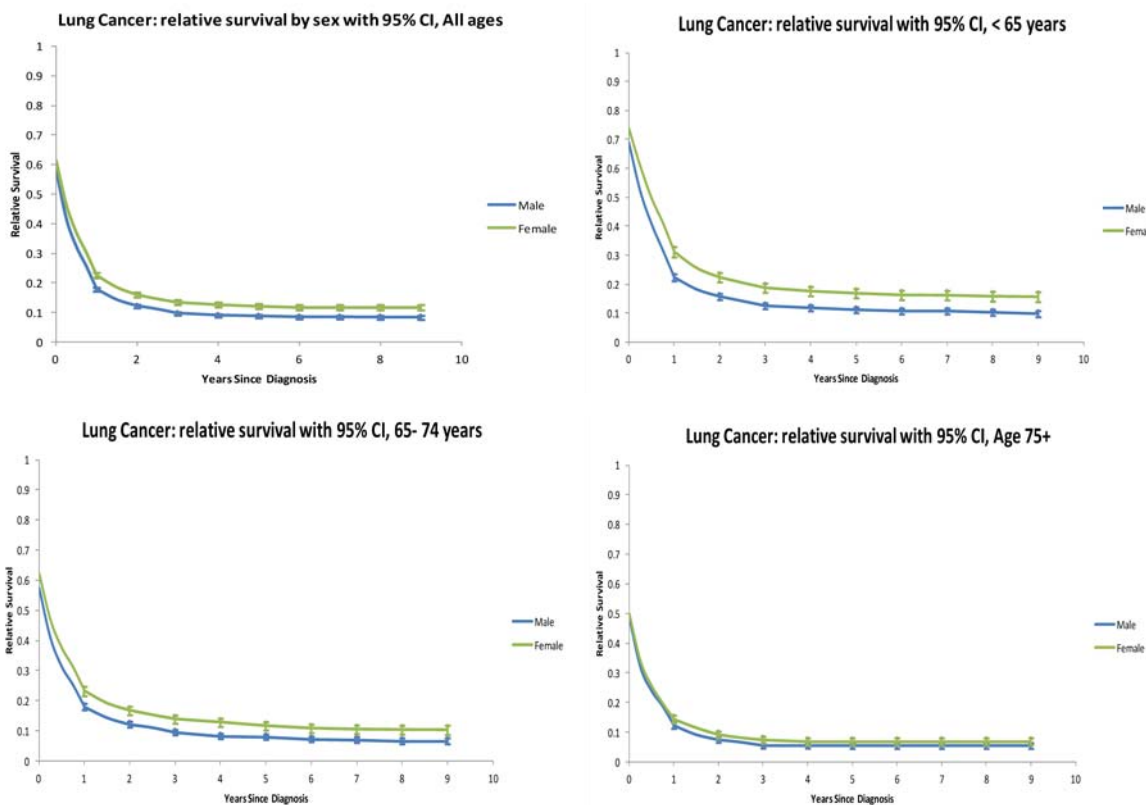 Lung Cancer: relative survival by sex with 95% CI, All ages
1
0.9
0.8
0.7
0.6
0.5
0.4
0.3
0.2
0.1
0
Relative Survival
0 2 4 6 8 10
Years Since Diagnosis
Male
Female
Lung Cancer: relative survival with 95% CI, < 65 years
1
0.9
0.8
0.7
0.6
0.5
0.4
0.3
0.2
0.1
0
Relative Survival
0 1 2 3 4 5 6 7 8 9 10
Years Since Diagnosis
Male
Fema
Lung Cancer: relative survival with 95% CI, 65- 74 years
1
0.9
0.8
0.7
0.6
0.5
0.4
0.3
0.2
0.1
0
Relative Survival
0 1 2 3 4 5 6 7 8 9 10
Years Since Diagnosis
Male
Female
Lung Cancer: relative survival with 95% CI, Age 75+
1
0.9
0.8
0.7
0.6
0.5
0.4
0.3
0.2
0.1
0
Relative Survival
0 1 2 3 4 5 6 7 8 9 10
Years Since Diagnosis
Male
Female